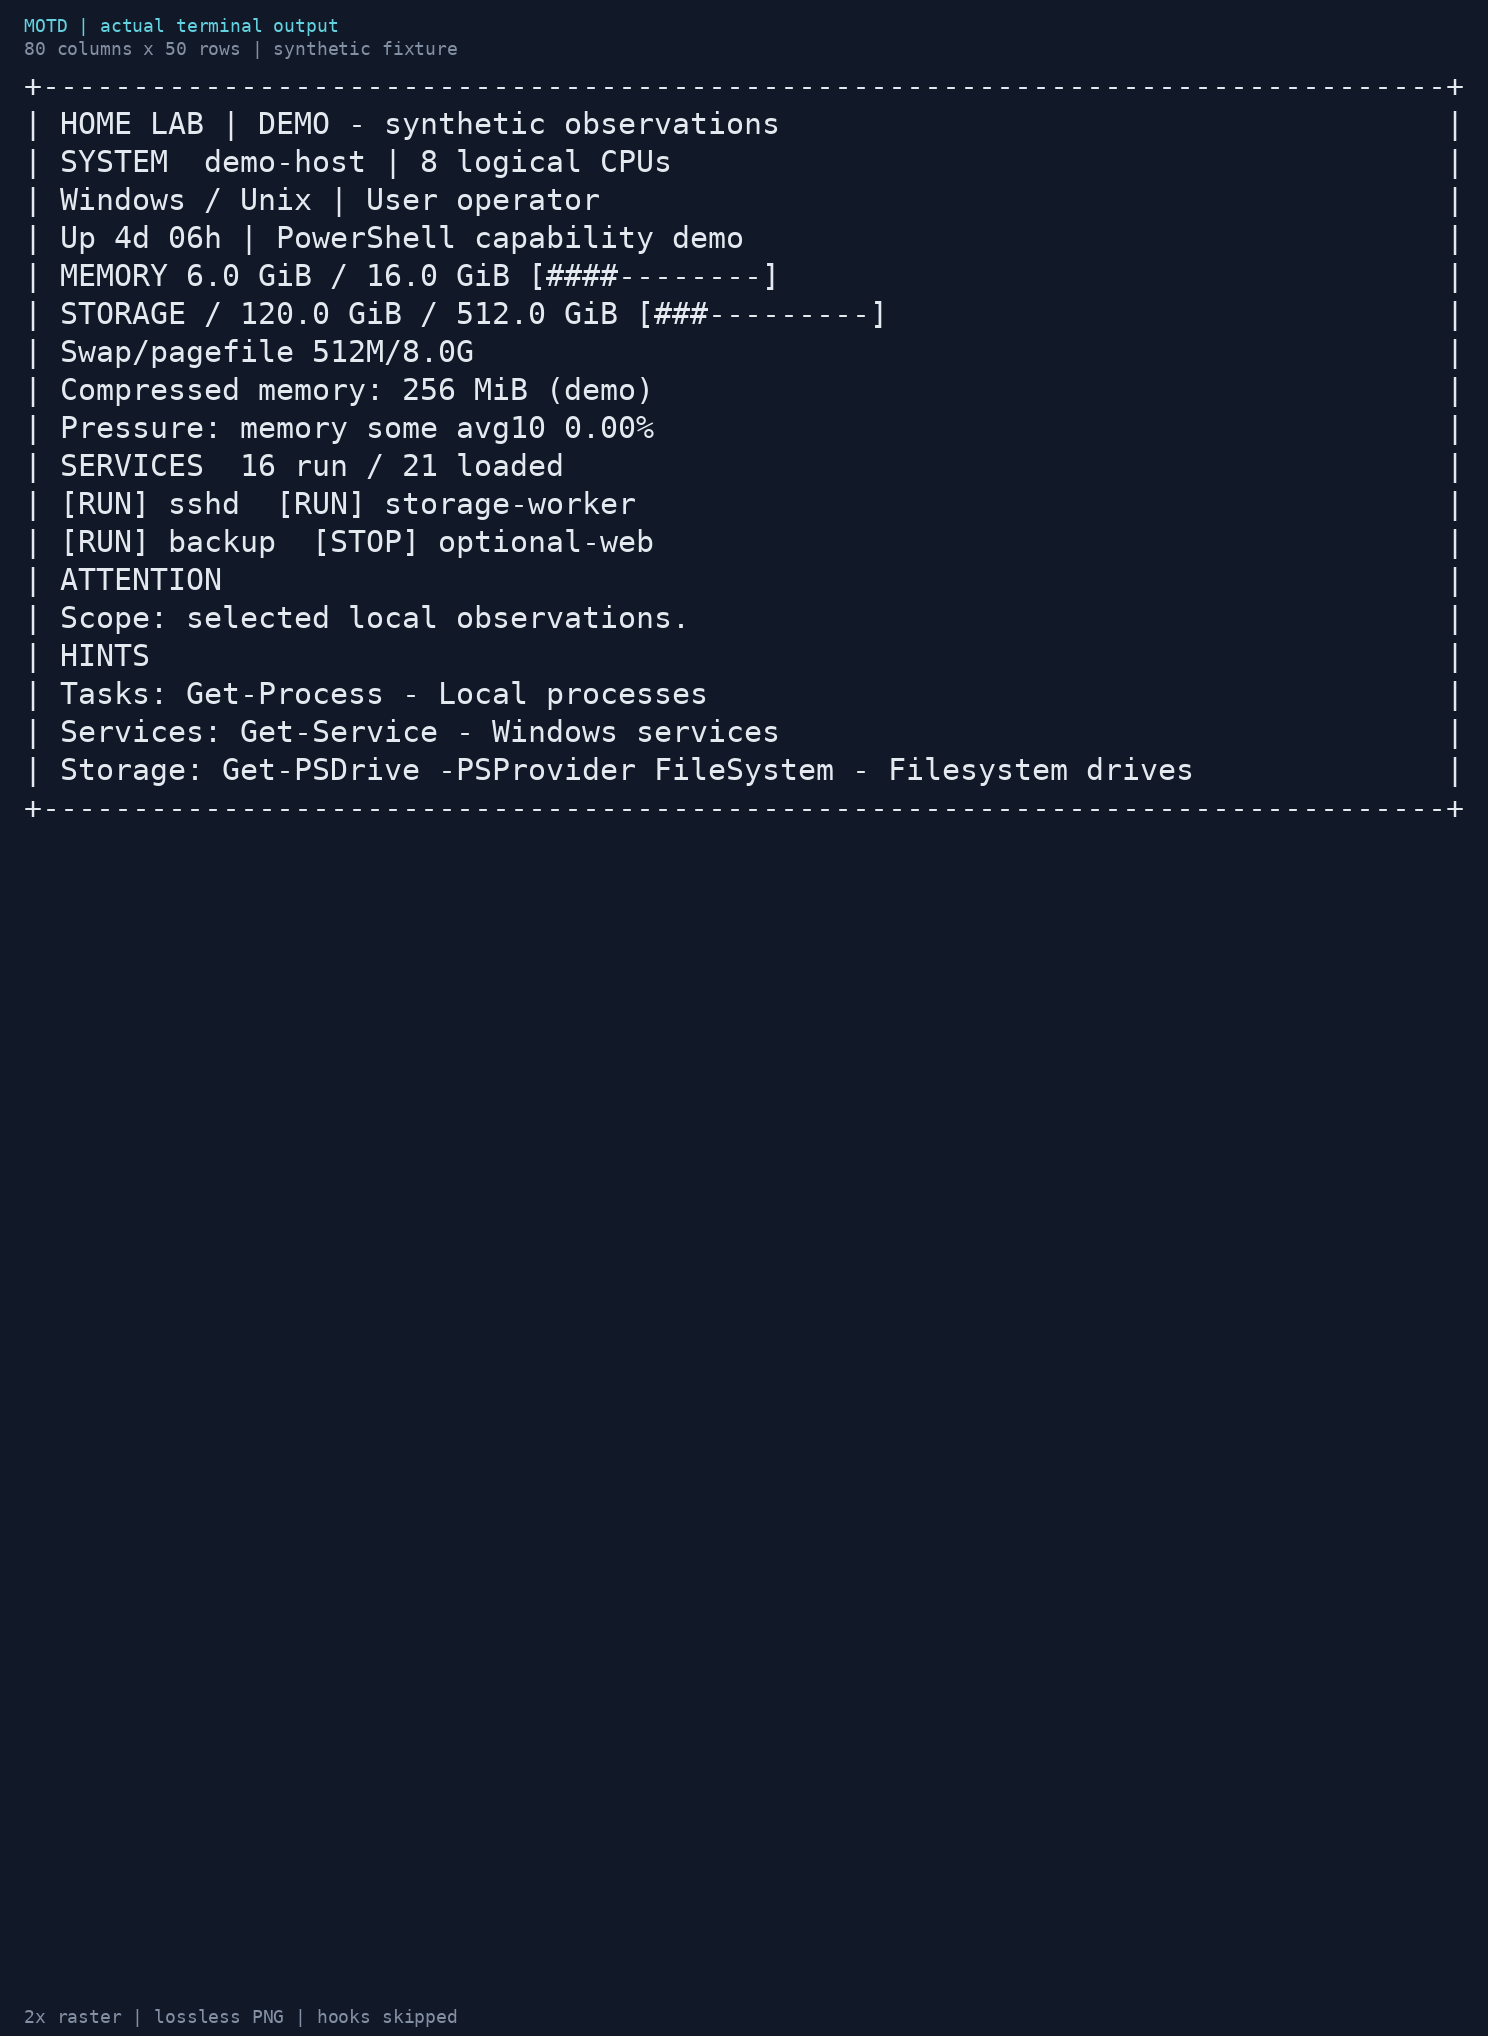 MOTD | actual terminal output
80 columns x 50 rows | synthetic fixture
+------------------------------------------------------------------------------+
| HOME LAB | DEMO - synthetic observations                                     |
| SYSTEM  demo-host | 8 logical CPUs                                           |
| Windows / Unix | User operator                                               |
| Up 4d 06h | PowerShell capability demo                                       |
| MEMORY 6.0 GiB / 16.0 GiB [####--------]                                     |
| STORAGE / 120.0 GiB / 512.0 GiB [###---------]                               |
| Swap/pagefile 512M/8.0G                                                      |
| Compressed memory: 256 MiB (demo)                                            |
| Pressure: memory some avg10 0.00%                                            |
| SERVICES  16 run / 21 loaded                                                 |
| [RUN] sshd  [RUN] storage-worker                                             |
| [RUN] backup  [STOP] optional-web                                            |
| ATTENTION                                                                    |
| Scope: selected local observations.                                          |
| HINTS                                                                        |
| Tasks: Get-Process - Local processes                                         |
| Services: Get-Service - Windows services                                     |
| Storage: Get-PSDrive -PSProvider FileSystem - Filesystem drives              |
+------------------------------------------------------------------------------+
2x raster | lossless PNG | hooks skipped